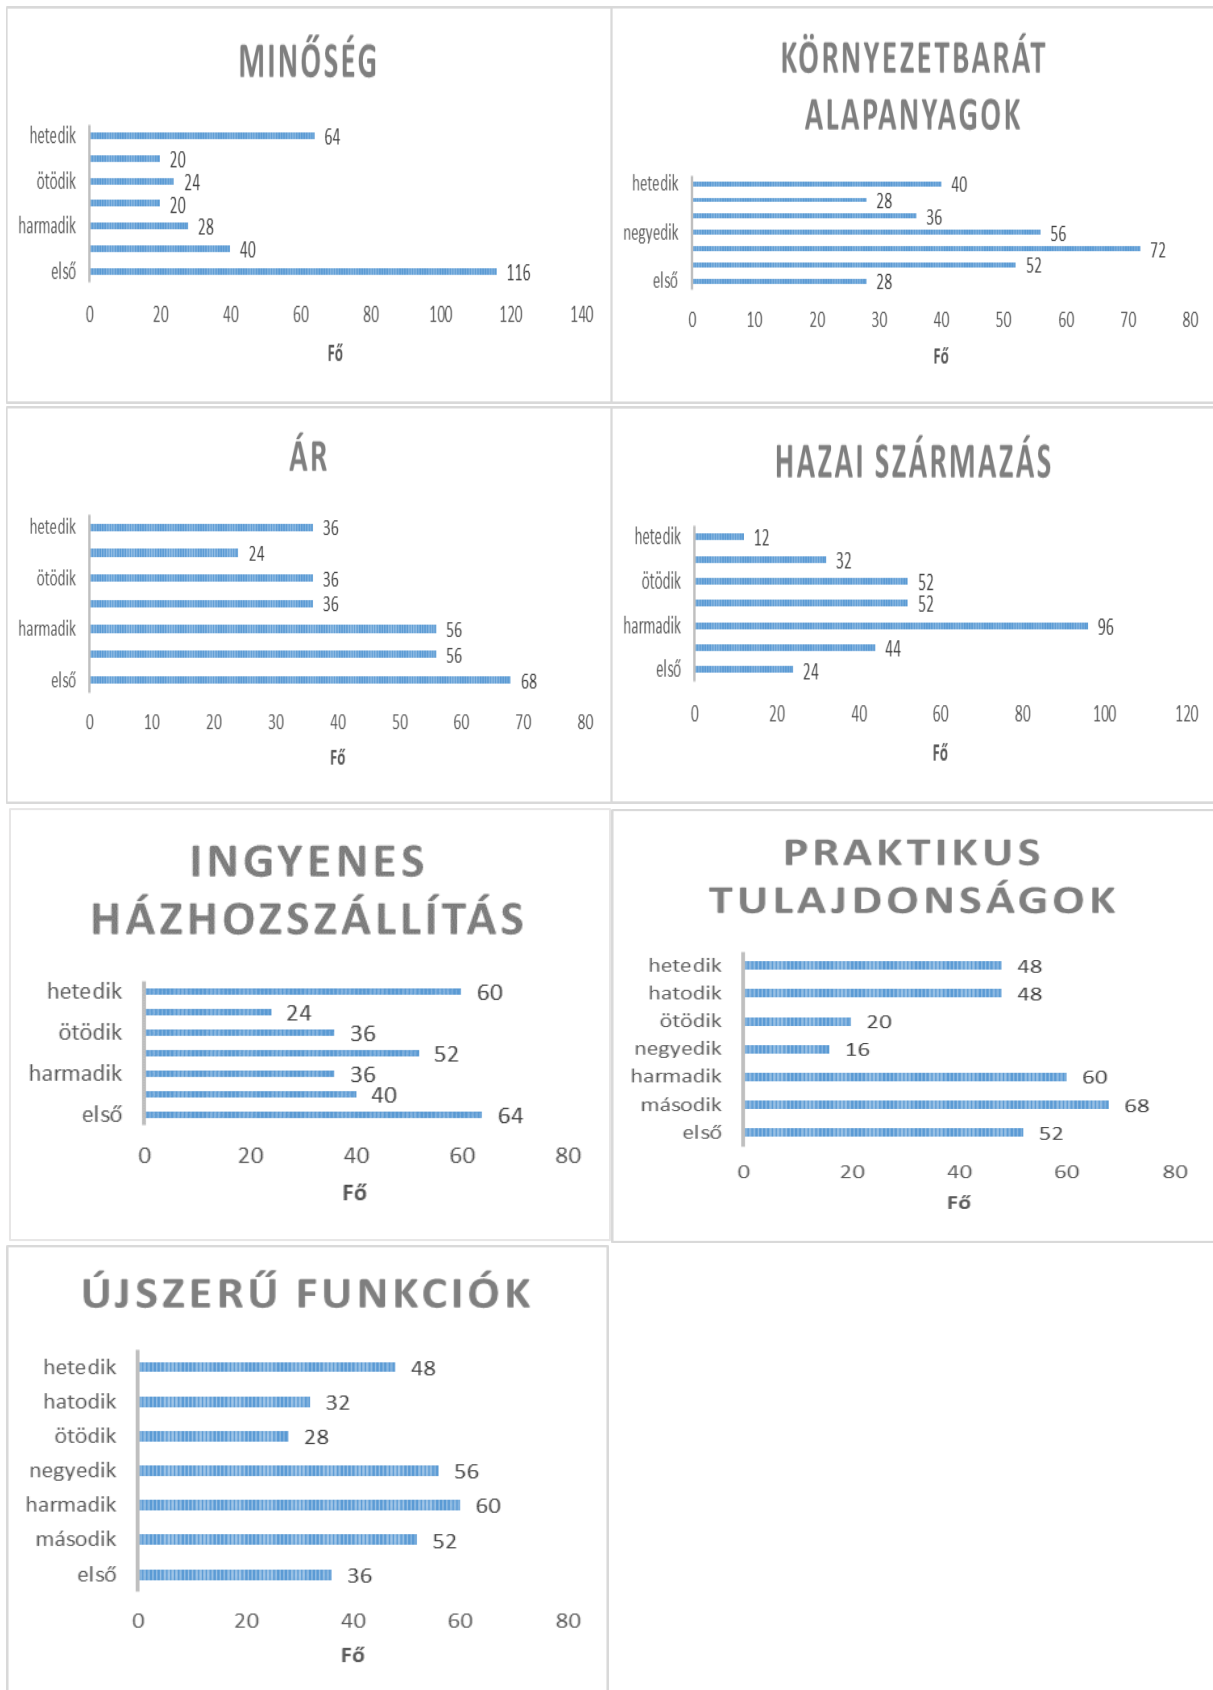 MINŐSÉG
hetedik 64
20
ötödik 24
20
harmadik 28
40
első 116
0 20 40 60 80 100 120 140
Fő
KÖRNYEZETBARÁT
ALAPANYAGOK
hetedik 40
28
36
negyedik 56
72
52
első 28
0 10 20 30 40 50 60 70 80
Fő
ÁR
hetedik 36
24
ötödik 36
36
harmadik 56
56
első 68
0 10 20 30 40 50 60 70 80
Fő
HAZAI SZÁRMAZÁS
hetedik 12
32
ötödik 52
52
harmadik 96
44
első 24
0 20 40 60 80 100 120
Fő
INGYENES
HÁZHOZSZÁLLÍTÁS
hetedik 60
24
ötödik 36
52
harmadik 36
40
első 64
0 20 40 60 80
Fő
PRAKTIKUS
TULAJDONSÁGOK
hetedik 48
hatodik 48
ötödik 20
negyedik 16
harmadik 60
második 68
első 52
0 20 40 60 80
Fő
ÚJSZERŰ FUNKCIÓK
hetedik 48
hatodik 32
ötödik 28
negyedik 56
harmadik 60
második 52
első 36
0 20 40 60 80
Fő